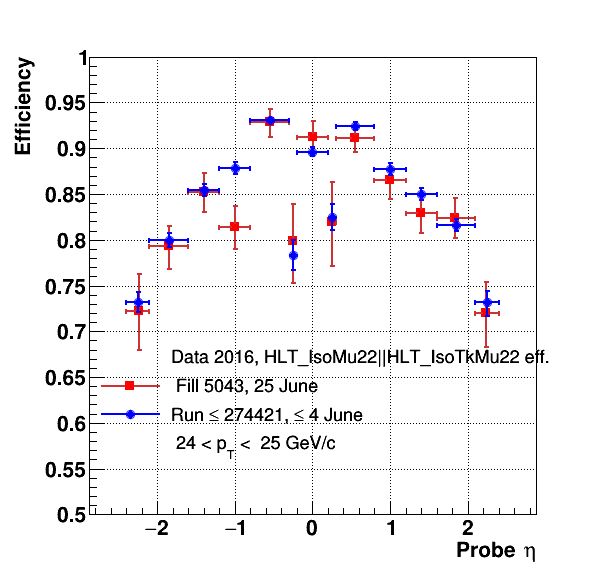 Efficiency
1
0.95
0.9
0.85
0.8
0.75
0.7
0.65
0.6
0.55
0.5
Data 2016, HLT_IsoMu22||HLT_IsoTkMu22 eff.
Fill 5043, 25 June
Run ≤ 274421, ≤ 4 June
24 < p_T < 25 GeV/c
−2 −1 0 1 2
Probe η